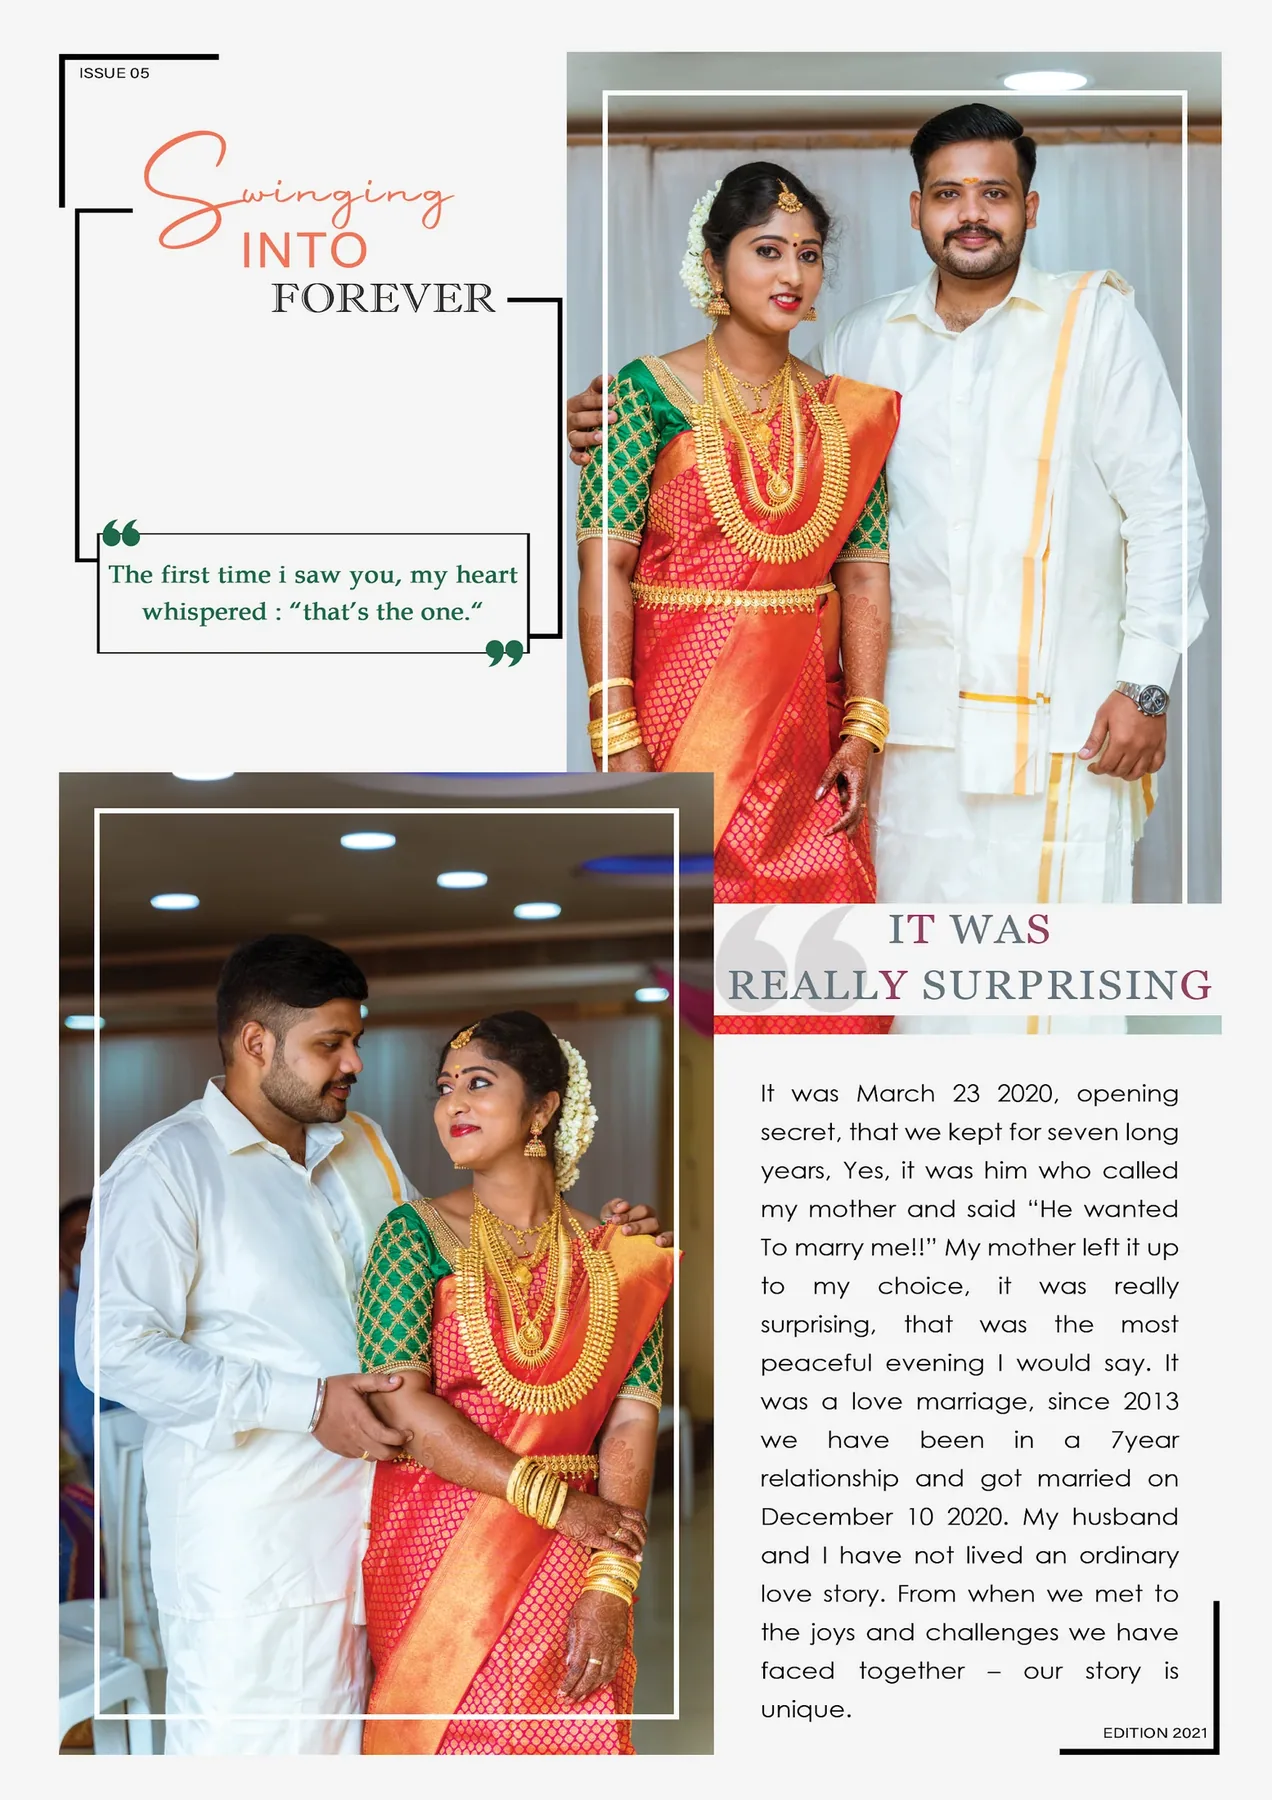 ISSUE 05
Swinging
INTO
FOREVER
“
The first time i saw you, my heart
whispered : “that’s the one.“
”
“
IT WAS
REALLY SURPRISING
It was March 23 2020, opening
secret, that we kept for seven long
years, Yes, it was him who called
my mother and said “He wanted
To marry me!!” My mother left it up
to my choice, it was really
surprising, that was the most
peaceful evening I would say. It
was a love marriage, since 2013
we have been in a 7year
relationship and got married on
December 10 2020. My husband
and I have not lived an ordinary
love story. From when we met to
the joys and challenges we have
faced together – our story is
unique.
EDITION 2021